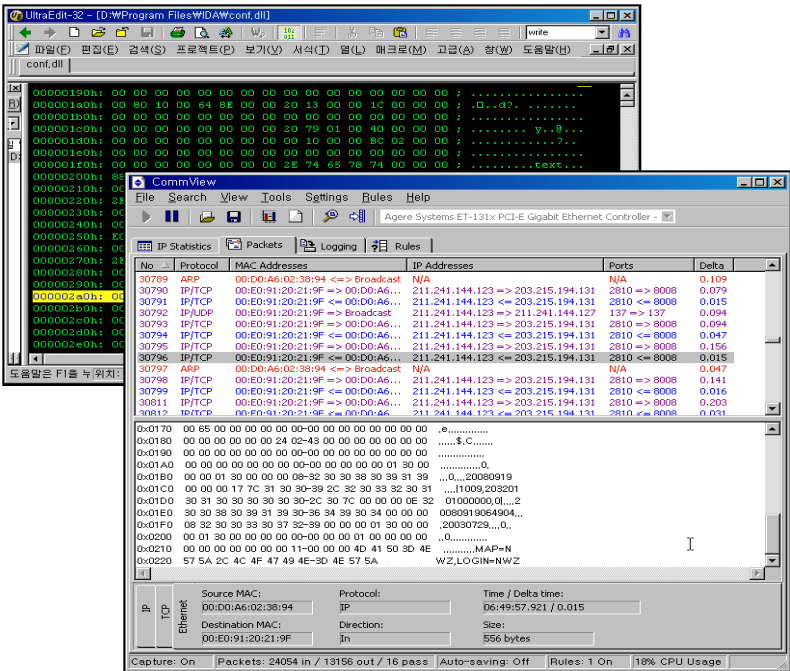 UltraEdit-32 - [D:₩Program Files₩IDA₩conf,dll]
write
파일(F) 편집(E) 검색(S) 프로젝트(P) 보기(V) 서식(T) 열(L) 매크로(M) 고급(A) 창(W) 도움말(H)
conf,dll
00000190h: 00 00 00 00 00 00 00 00 00 00 00 00 00 00 00 00 ; ................
000001a0h: 00 80 10 00 64 8E 00 00 20 13 00 00 1C 00 00 00 ;
000001b0h: 00 00 00 00 00 00 00 00 00 00 00 00 00 00 00 00 ; ................
000001c0h: 00 00 00 00 00 00 00 00 20 79 01 00 40 00 00 00 ; ........ y..@...
000001d0h: 00 00 00 00 00 00 00 00 00 10 00 00 BC 02 00 00 ;
000001e0h: 00 00 00 00 00 00 00 00 00 00 00 00 00 00 00 00 ; ................
000001f0h: 00 00 00 00 00 00 00 00 2E 74 65 78 74 00 00 00 ; .........text...
00000200h:
00000210h:
00000220h:
00000230h:
00000240h:
00000250h:
00000260h:
00000270h:
00000280h:
00000290h:
000002a0h:
000002b0h:
000002c0h:
000002d0h:
000002e0h:
도움말은 F1을 누 위치:
CommView
File Search View Tools Settings Rules Help
Agere Systems ET-131x PCI-E Gigabit Ethernet Controller -
IP Statistics Packets Logging Rules
No Protocol MAC Addresses IP Addresses Ports Delta
30789 ARP 00:D0:A6:02:38:94 <=> Broadcast N/A N/A 0.109
30790 IP/TCP 00:E0:91:20:21:9F => 00:D0:A6... 211.241.144.123 => 203.215.194.131 2810 => 8008 0.079
30791 IP/TCP 00:E0:91:20:21:9F <= 00:D0:A6... 211.241.144.123 <= 203.215.194.131 2810 <= 8008 0.015
30792 IP/UDP 00:E0:91:20:21:9F => Broadcast 211.241.144.123 => 211.241.144.127 137 => 137 0.094
30793 IP/TCP 00:E0:91:20:21:9F => 00:D0:A6... 211.241.144.123 => 203.215.194.131 2810 => 8008 0.094
30794 IP/TCP 00:E0:91:20:21:9F <= 00:D0:A6... 211.241.144.123 <= 203.215.194.131 2810 <= 8008 0.047
30795 IP/TCP 00:E0:91:20:21:9F => 00:D0:A6... 211.241.144.123 => 203.215.194.131 2810 => 8008 0.156
30796 IP/TCP 00:E0:91:20:21:9F <= 00:D0:A6... 211.241.144.123 <= 203.215.194.131 2810 <= 8008 0.015
30797 ARP 00:D0:A6:02:38:94 <=> Broadcast N/A N/A 0.047
30798 IP/TCP 00:E0:91:20:21:9F => 00:D0:A6... 211.241.144.123 => 203.215.194.131 2810 => 8008 0.141
30799 IP/TCP 00:E0:91:20:21:9F <= 00:D0:A6... 211.241.144.123 <= 203.215.194.131 2810 <= 8008 0.016
30811 IP/TCP 00:E0:91:20:21:9F => 00:D0:A6... 211.241.144.123 => 203.215.194.131 2810 => 8008 0.203
30812 IP/TCP 00:E0:91:20:21:9F <= 00:D0:A6... 211.241.144.123 <= 203.215.194.131 2810 <= 8008 0.031
0x0170 00 65 00 00 00 00 00 00-00 00 00 00 00 00 00 00 .e..............
0x0180 00 00 00 00 00 00 24 02-43 00 00 00 00 00 00 00 ......$.C.......
0x0190 00 00 00 00 00 00 00 00-00 00 00 00 00 00 00 00 ................
0x01A0 00 00 00 00 00 00 00 00-00 00 00 00 00 01 30 00 ..............0.
0x01B0 00 00 01 30 00 00 00 08-32 30 30 38 30 39 31 39 ...0....20080919
0x01C0 00 00 00 17 7C 31 30 30-39 2C 32 30 33 32 30 31 ....|1009,203201
0x01D0 30 31 30 30 30 30 30 30-2C 30 7C 00 00 00 0E 32 01000000,0|....2
0x01E0 30 30 38 30 39 31 39 30-36 34 39 30 34 00 00 00 0080919064904...
0x01F0 08 32 30 30 33 30 37 32-39 00 00 00 01 30 00 00 .20030729....0..
0x0200 00 01 30 00 00 00 00 00-00 00 01 00 00 00 00 00 ..0.............
0x0210 00 00 00 00 00 00 00 11-00 00 00 4D 41 50 3D 4E ...........MAP=N
0x0220 57 5A 2C 4C 4F 47 49 4E-3D 4E 57 5A WZ,LOGIN=NWZ
IP TCP Ethernet
Source MAC: Protocol: Time / Delta time:
00:D0:A6:02:38:94 IP 06:49:57.921 / 0.015
Destination MAC: Direction: Size:
00:E0:91:20:21:9F In 556 bytes
Capture: On Packets: 24054 in / 13156 out / 16 pass Auto-saving: Off Rules: 1 On 18% CPU Usage